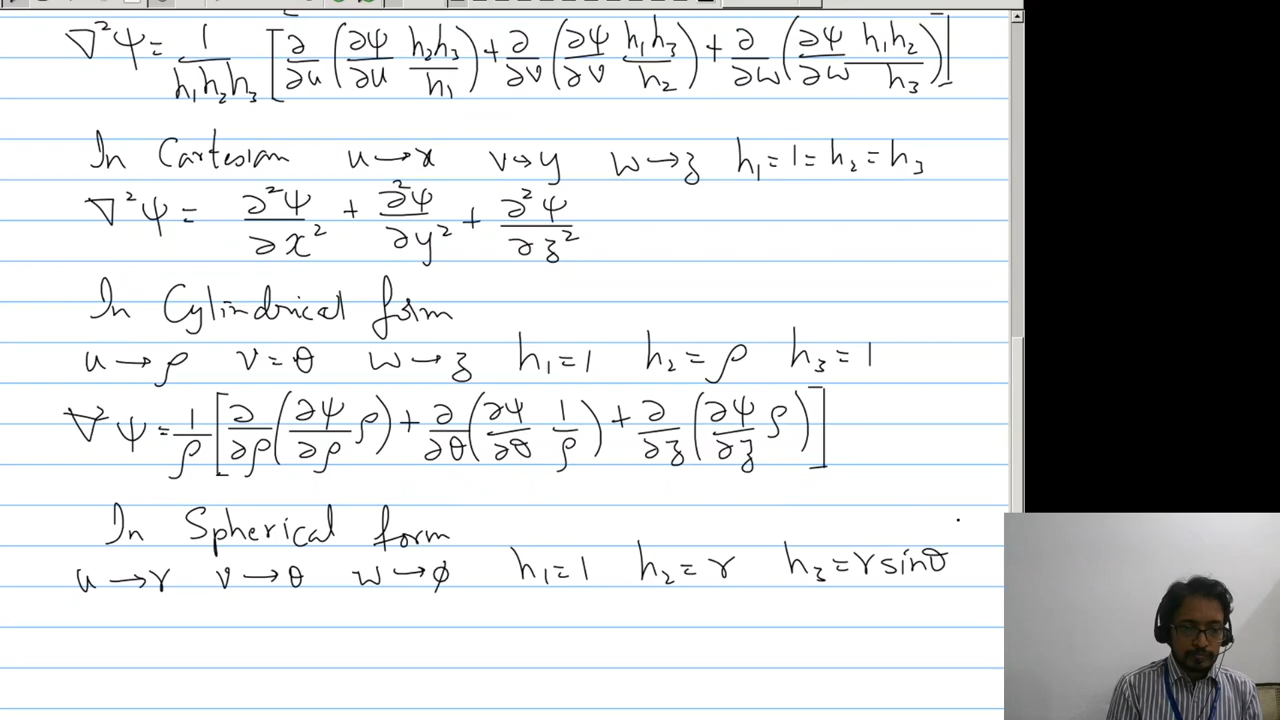 ∇²ψ = 1/(h₁h₂h₃) [∂/∂u (∂ψ/∂u h₂h₃/h₁) + ∂/∂v (∂ψ/∂v h₁h₃/h₂) + ∂/∂w (∂ψ/∂w h₁h₂/h₃)]
In Cartesian u→x v→y w→z h₁=1=h₂=h₃
∇²ψ = ∂²ψ/∂x² + ∂²ψ/∂y² + ∂²ψ/∂z²
In Cylindrical form
u→ρ v=θ w→z h₁=1 h₂=ρ h₃=1
∇²ψ = 1/ρ [∂/∂ρ (∂ψ/∂ρ ρ) + ∂/∂θ (∂ψ/∂θ 1/ρ) + ∂/∂z (∂ψ/∂z ρ)]
In Spherical form
u→r v→θ w→φ h₁=1 h₂=r h₃=r sinθ